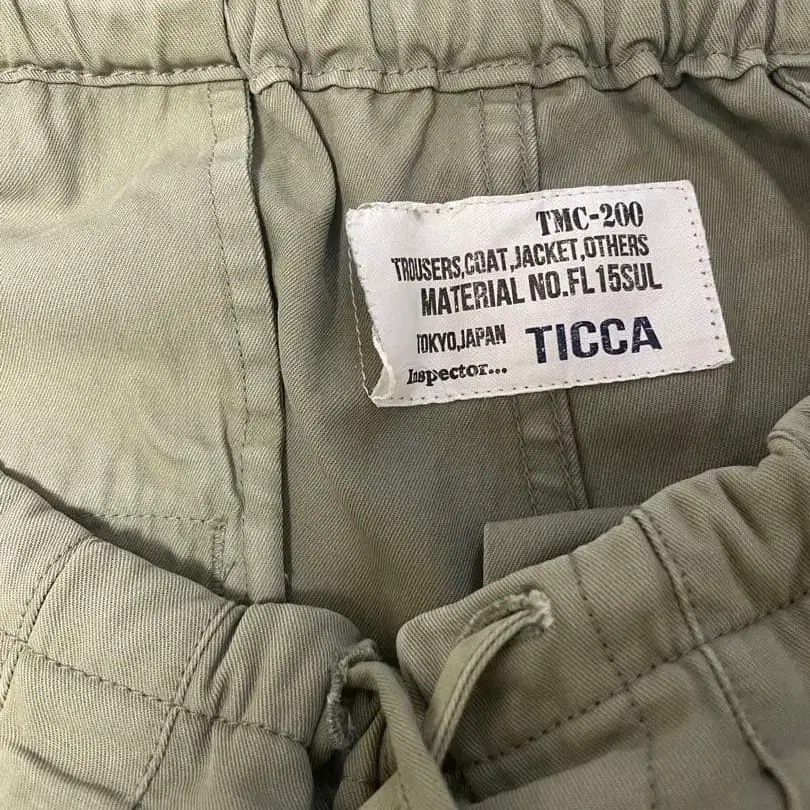 TMC-200
TROUSERS,COAT,JACKET,OTHERS
MATERIAL NO.FL15SUL
TOKYO,JAPAN TICCA
Inspector...